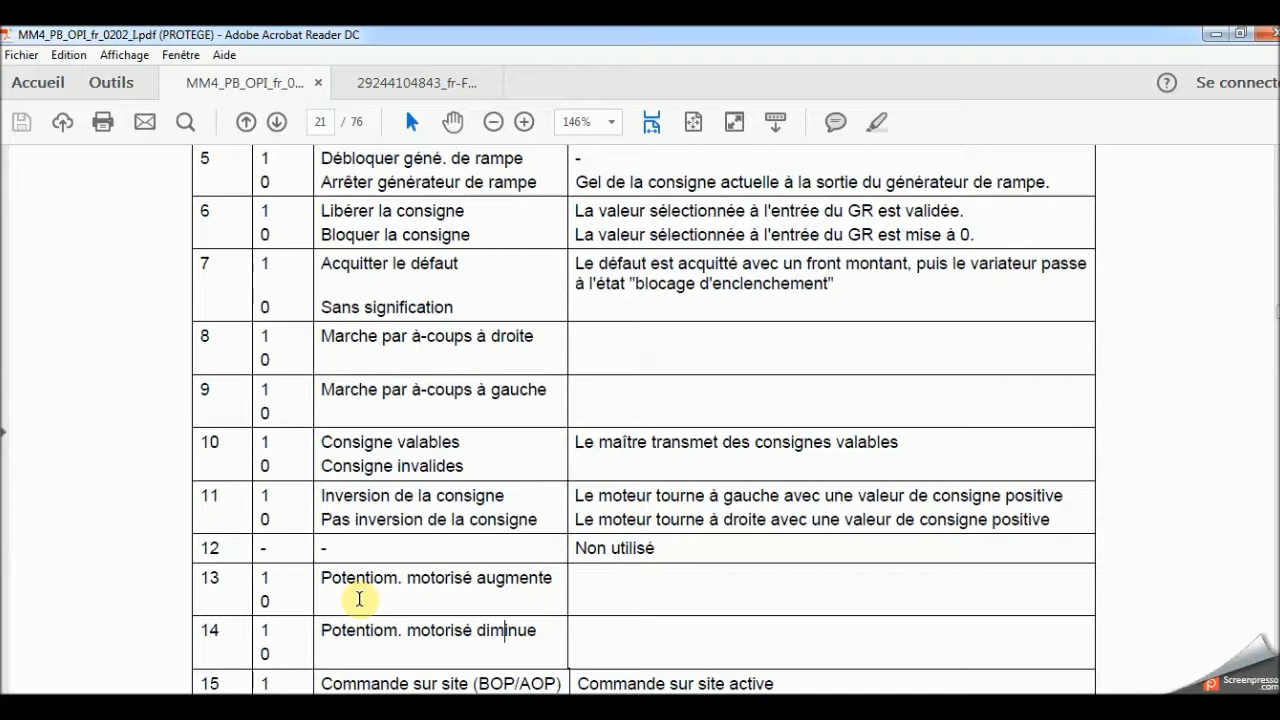 MM4_PB_OPI_fr_0202_I.pdf (PROTEGE) - Adobe Acrobat Reader DC
Fichier Edition Affichage Fenêtre Aide
Accueil Outils MM4_PB_OPI_fr_0... × 29244104843_fr-F... Se connect
21 / 76 146%
5 1 Débloquer géné. de rampe -
0 Arrêter générateur de rampe Gel de la consigne actuelle à la sortie du générateur de rampe.
6 1 Libérer la consigne La valeur sélectionnée à l'entrée du GR est validée.
0 Bloquer la consigne La valeur sélectionnée à l'entrée du GR est mise à 0.
7 1 Acquitter le défaut Le défaut est acquitté avec un front montant, puis le variateur passe
à l'état "blocage d'enclenchement"
0 Sans signification
8 1 Marche par à-coups à droite
0
9 1 Marche par à-coups à gauche
0
10 1 Consigne valables Le maître transmet des consignes valables
0 Consigne invalides
11 1 Inversion de la consigne Le moteur tourne à gauche avec une valeur de consigne positive
0 Pas inversion de la consigne Le moteur tourne à droite avec une valeur de consigne positive
12 - - Non utilisé
13 1 Potentiom. motorisé augmente
0
14 1 Potentiom. motorisé diminue
0
15 1 Commande sur site (BOP/AOP) Commande sur site active
Screenpresso
.com